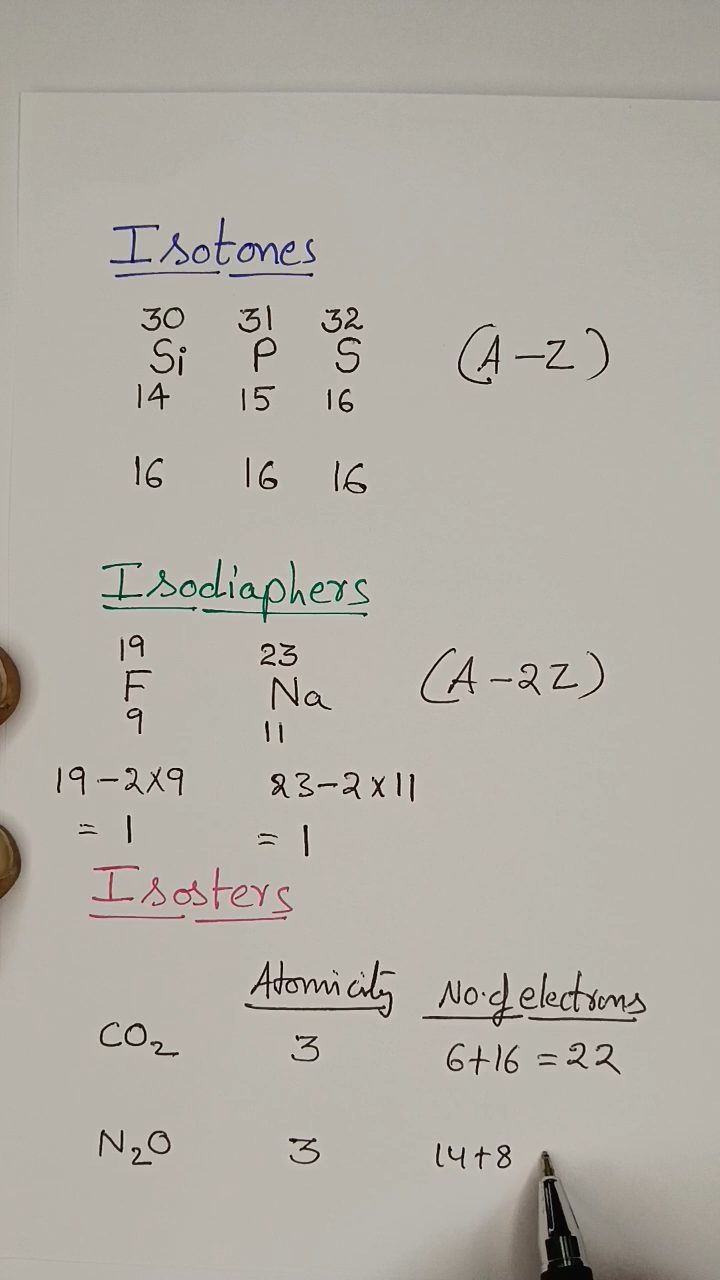 Isotones
30 31 32
Si P S (A-Z)
14 15 16
16 16 16
Isodiaphers
19 23
F Na (A-2Z)
9 11
19-2x9 23-2x11
= 1 = 1
Isosters
Atomicity No.of electrons
CO₂ 3 6+16 = 22
N₂O 3 14+8